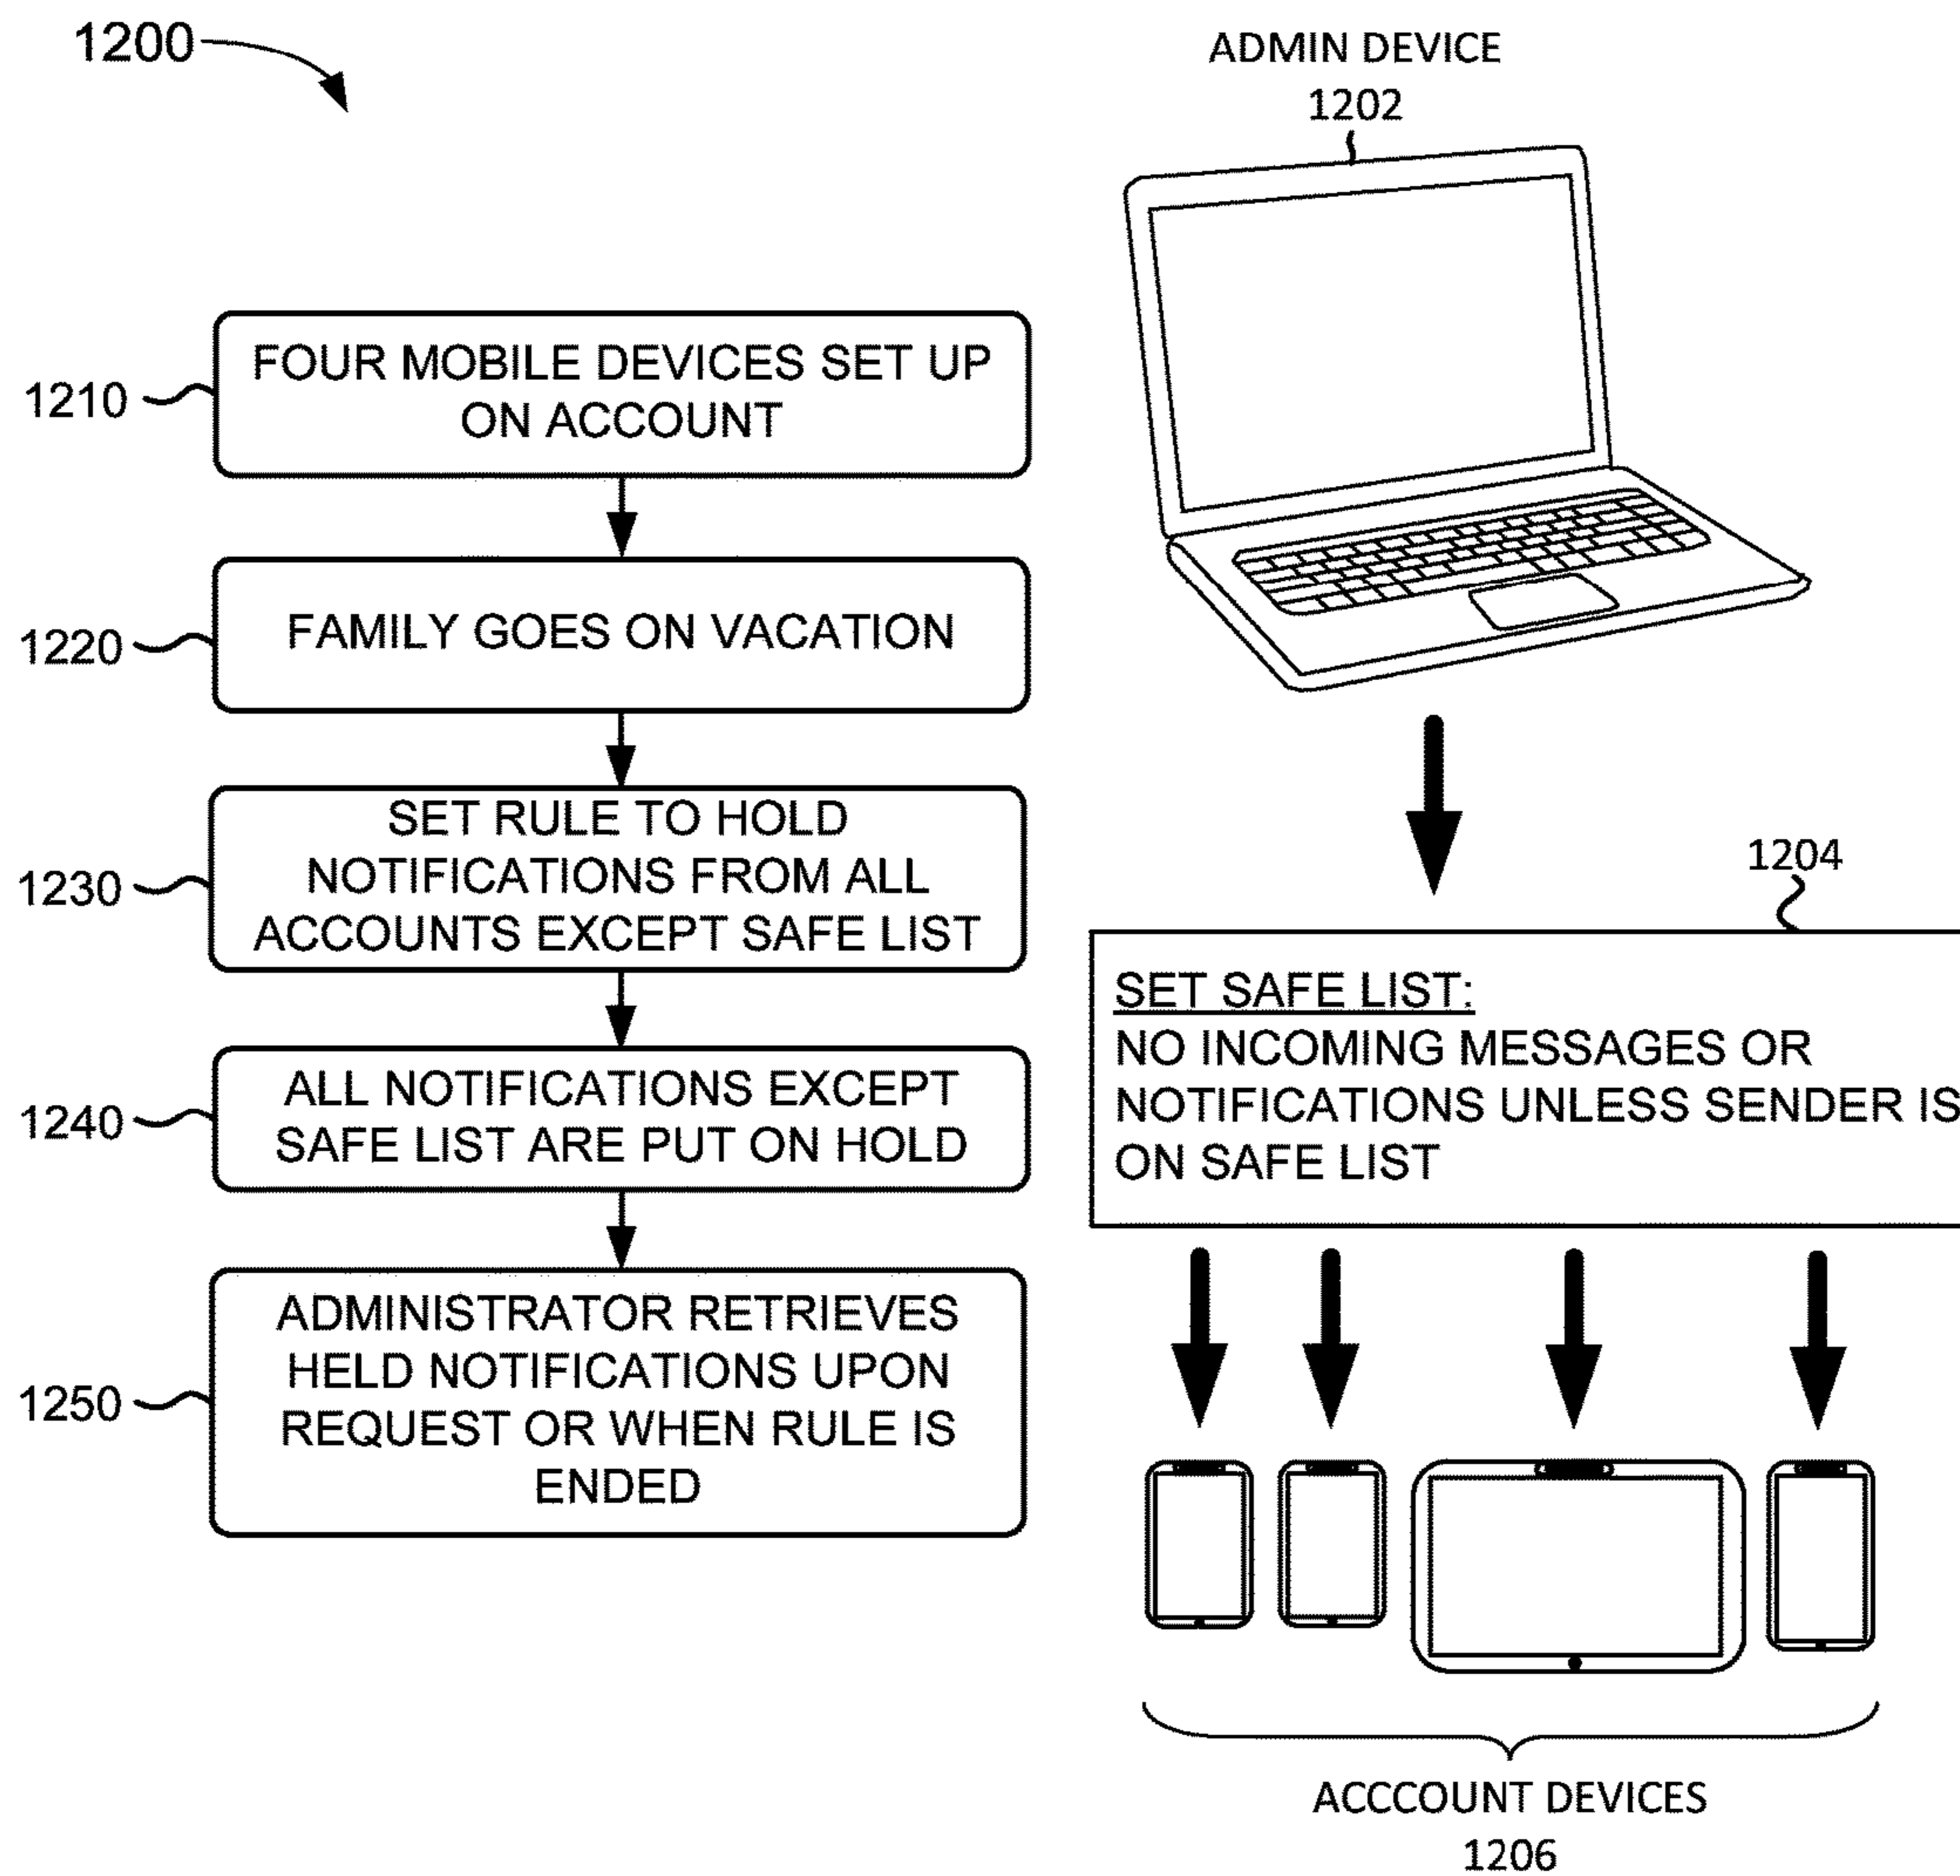 1200
1210
FOUR MOBILE DEVICES SET UP
ON ACCOUNT
1220
FAMILY GOES ON VACATION
1230
SET RULE TO HOLD
NOTIFICATIONS FROM ALL
ACCOUNTS EXCEPT SAFE LIST
1240
ALL NOTIFICATIONS EXCEPT
SAFE LIST ARE PUT ON HOLD
1250
ADMINISTRATOR RETRIEVES
HELD NOTIFICATIONS UPON
REQUEST OR WHEN RULE IS
ENDED
ADMIN DEVICE
1202
1204
SET SAFE LIST:
NO INCOMING MESSAGES OR
NOTIFICATIONS UNLESS SENDER IS
ON SAFE LIST
ACCCOUNT DEVICES
1206